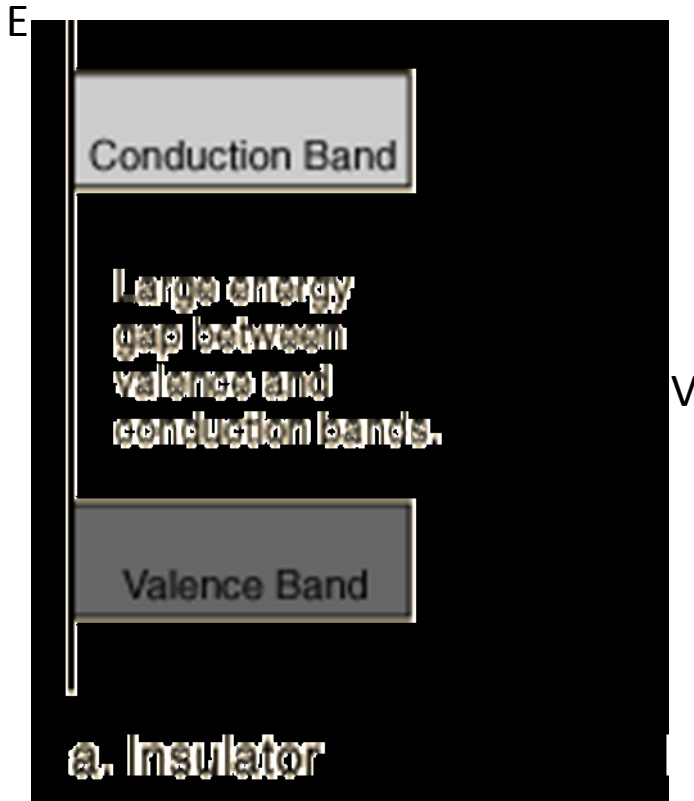 E
Conduction Band
Large energy
gap between
valence and
conduction bands.
V
Valence Band
a. Insulator